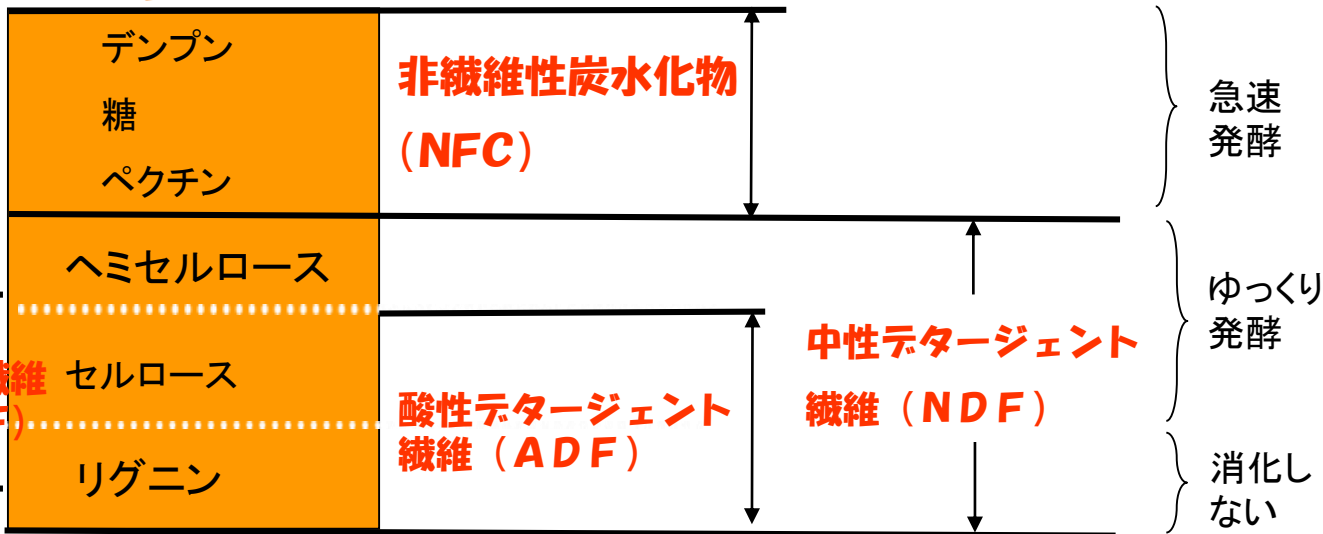 デンプン
糖
ペクチン
非繊維性炭水化物
(NFC)
急速
発酵
ヘミセルロース
セルロース
リグニン
維
)
酸性デタージェント
繊維(ADF)
中性デタージェント
繊維(NDF)
ゆっくり
発酵
消化し
ない